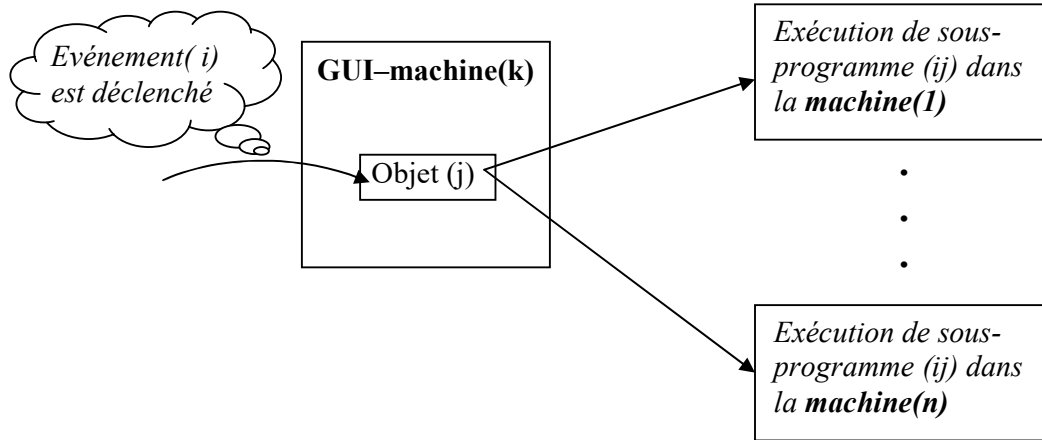 Evénement( i)
est déclenché
GUI–machine(k)
Objet (j)
Exécution de sous-
programme (ij) dans
la machine(1)
.
.
.
Exécution de sous-
programme (ij) dans
la machine(n)